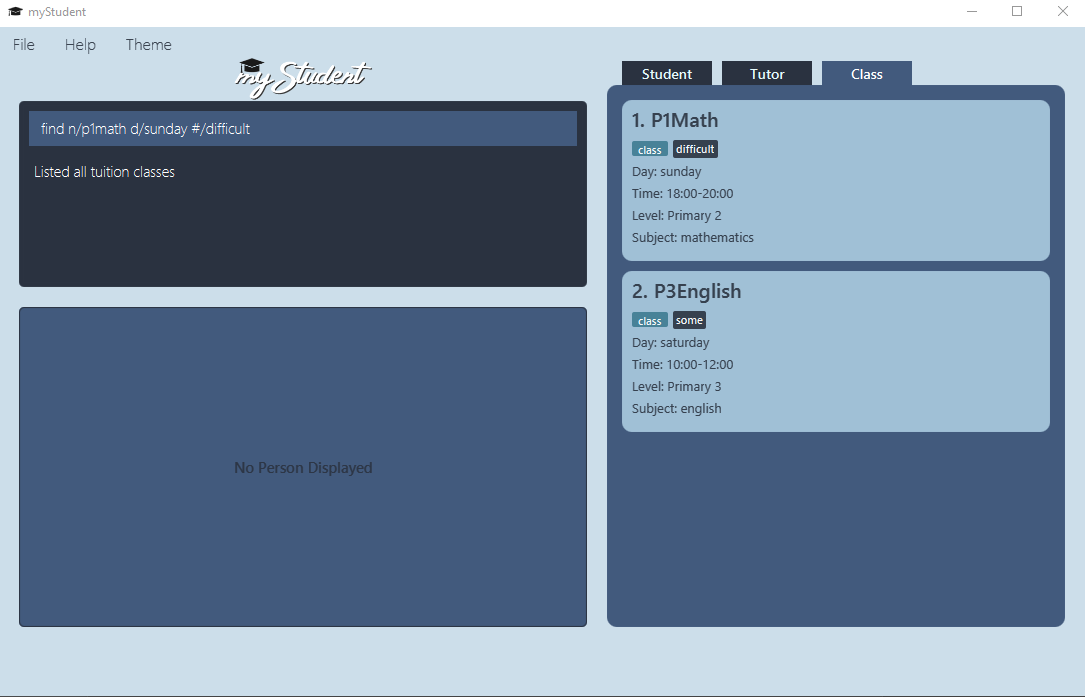 myStudent
File Help Theme
myStudent
find n/p1math d/sunday #/difficult
Listed all tuition classes
No Person Displayed
Student Tutor Class
1. P1Math
class difficult
Day: sunday
Time: 18:00-20:00
Level: Primary 2
Subject: mathematics
2. P3English
class some
Day: saturday
Time: 10:00-12:00
Level: Primary 3
Subject: english